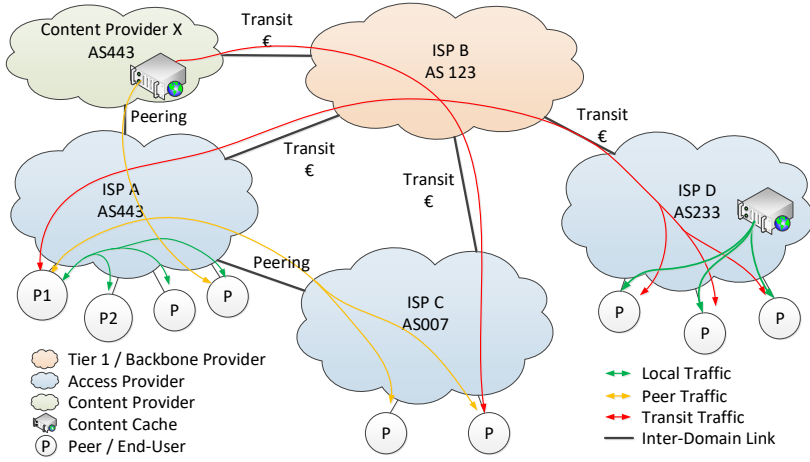 Content Provider X
AS443
Transit
€
ISP B
AS 123
Peering
Transit
€
Transit
€
ISP A
AS443
Transit
€
ISP D
AS233
Peering
ISP C
AS007
P1
P2
P
P
P
P
P
P
P
Tier 1 / Backbone Provider
Access Provider
Content Provider
Content Cache
P
Peer / End-User
Local Traffic
Peer Traffic
Transit Traffic
Inter-Domain Link